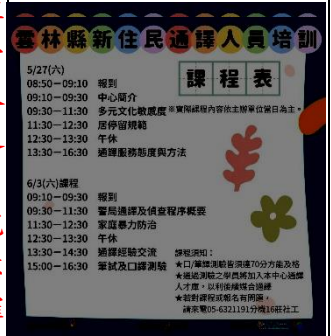 雲林縣新住民通譯人員培訓
課程表
※實際課程內容依主辦單位當日為主。
5/27(六)
08:50－09:10 報到
09:10－09:30 中心簡介
09:30－11:30 多元文化敏感度
11:30－12:30 居停留規範
12:30－13:30 午休
13:30－16:30 通譯服務態度與方法
6/3(六)課程
09:10－09:30 報到
09:30－11:30 警局通譯及偵查程序概要
11:30－12:30 家庭暴力防治
12:30－13:30 午休
13:30－14:30 通譯經驗交流
15:00－16:30 筆試及口譯測驗
課程須知：
★口/筆譯測驗皆須達70分方能及格
★通過測驗之學員將加入本中心通譯
人才庫，以利後續媒合通譯
★若對課程或報名有問題，
請來電05-6321191分機16莊社工